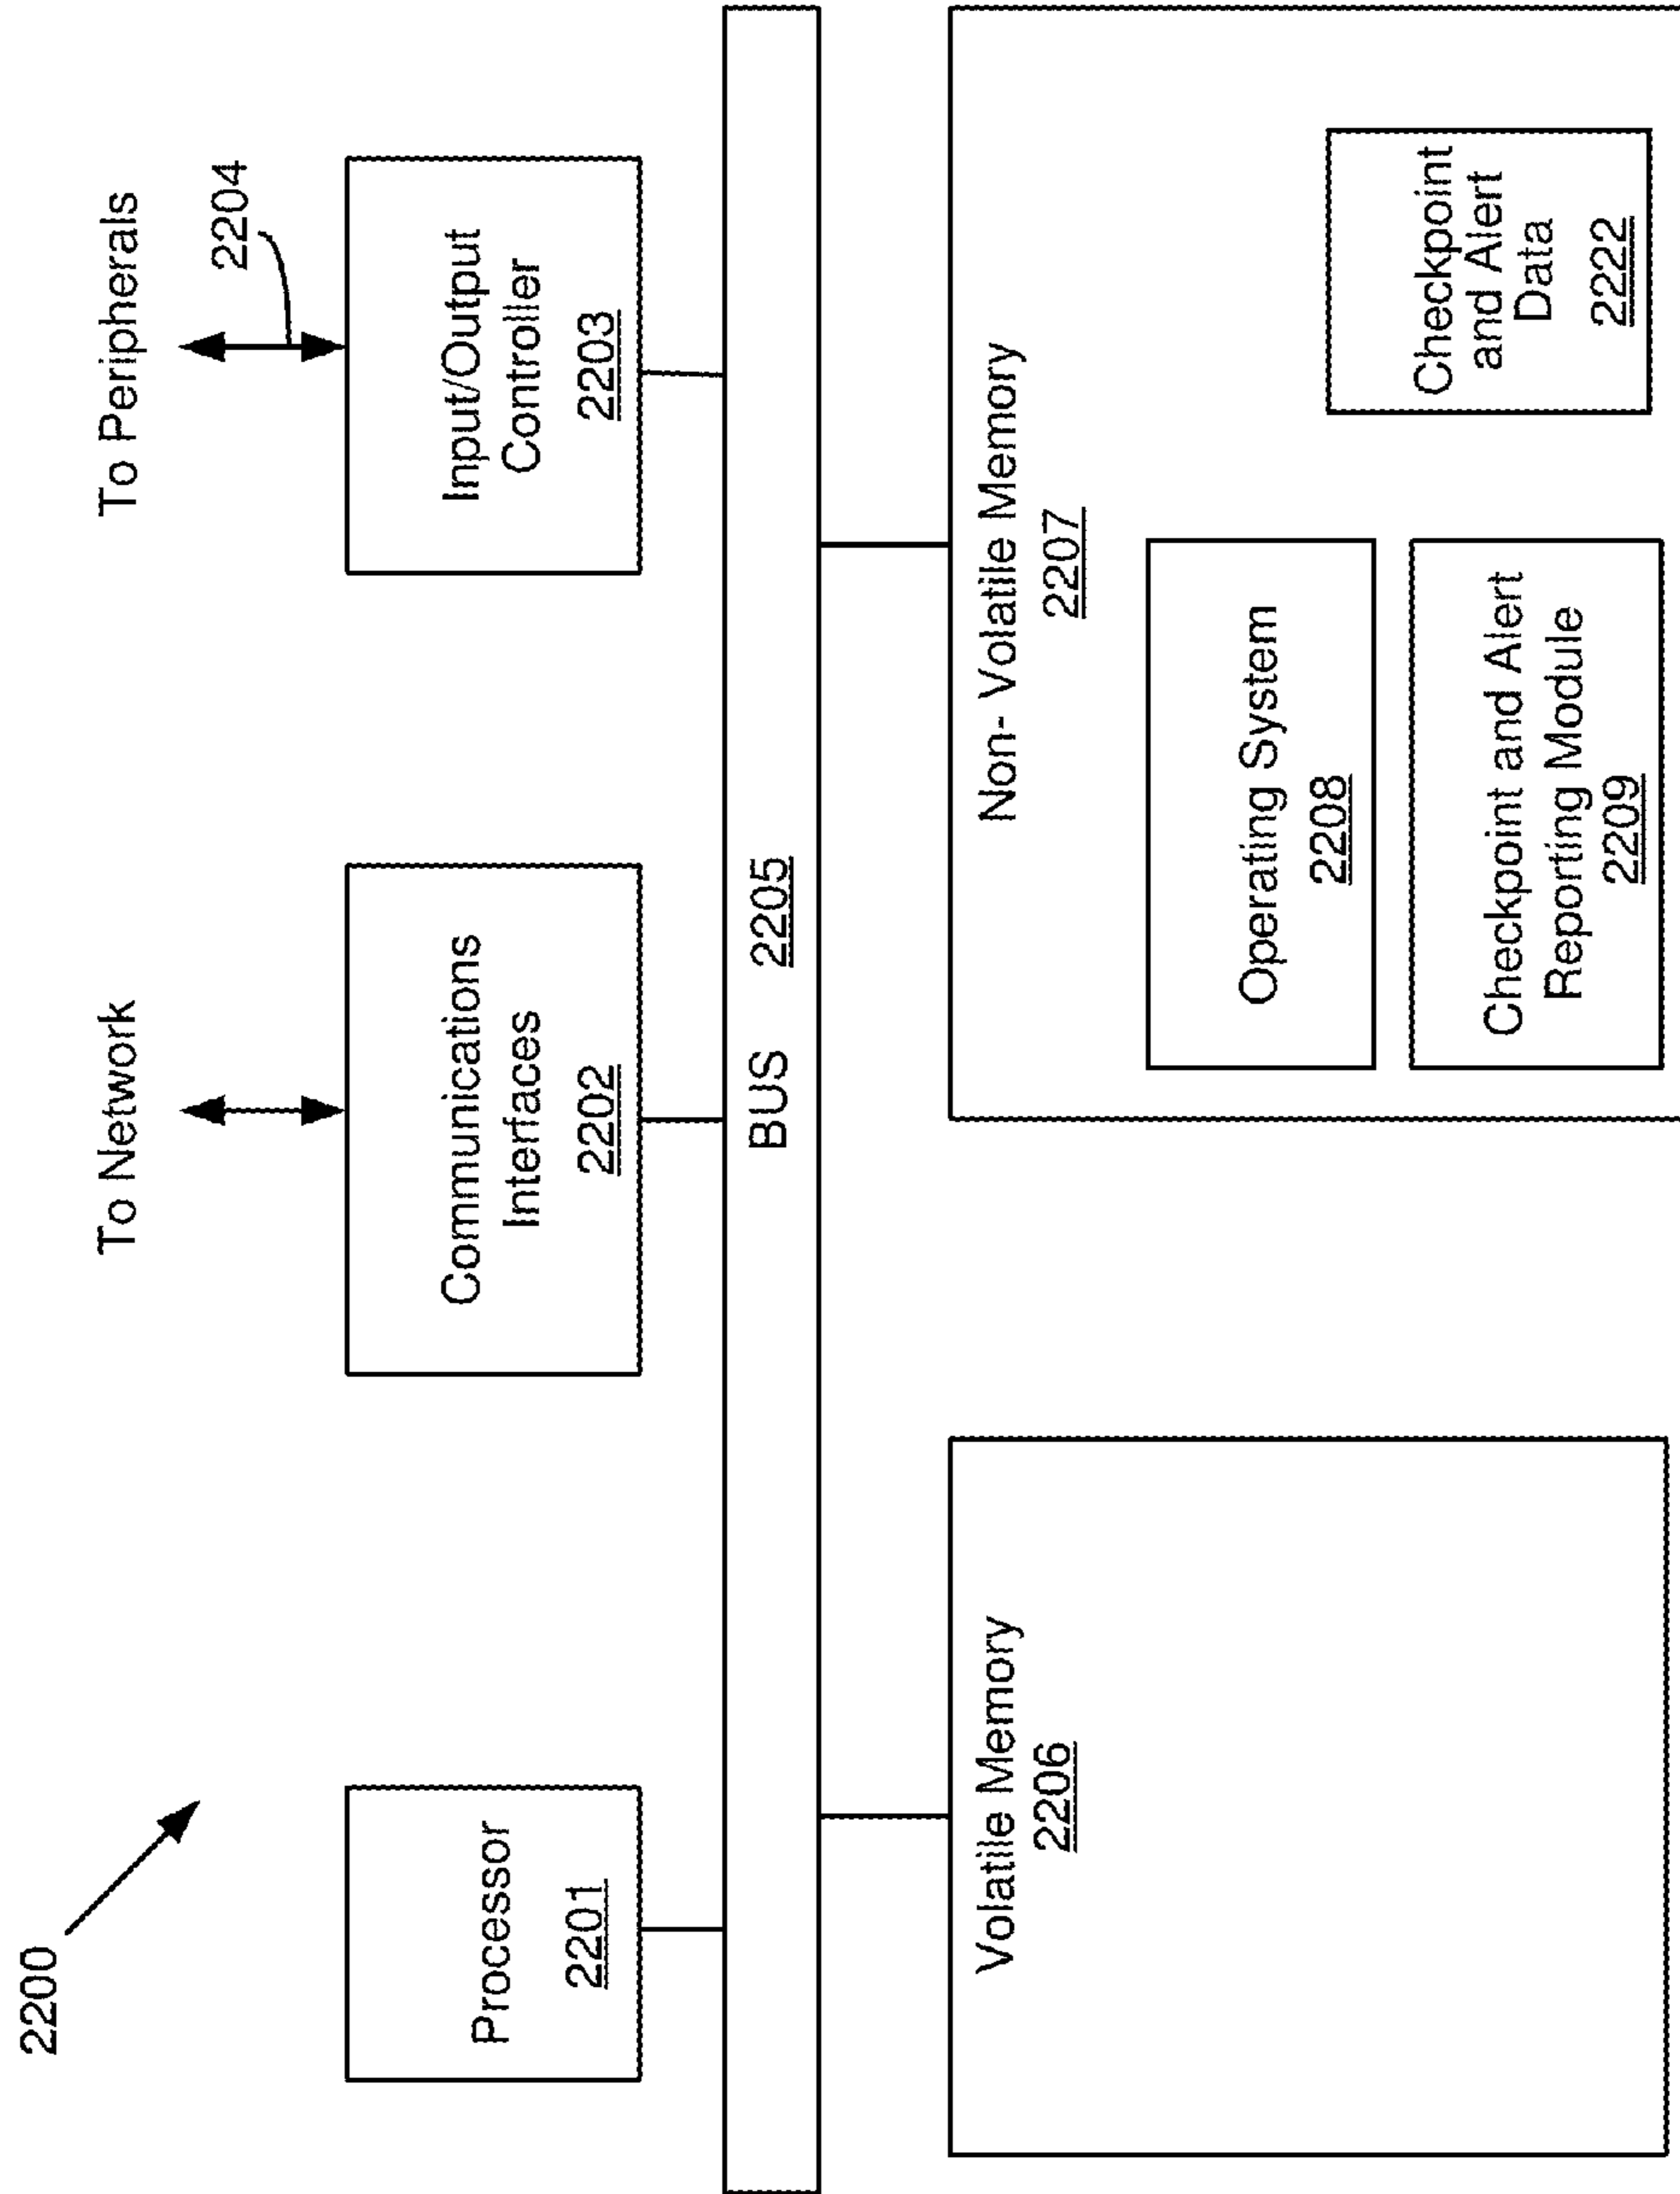 2200
To Network
To Peripherals
2204
Processor
2201
Communications
Interfaces
2202
Input/Output
Controller
2203
BUS 2205
Volatile Memory
2206
Non- Volatile Memory
2207
Operating System
2208
Checkpoint and Alert
Reporting Module
2209
Checkpoint
and Alert
Data
2222